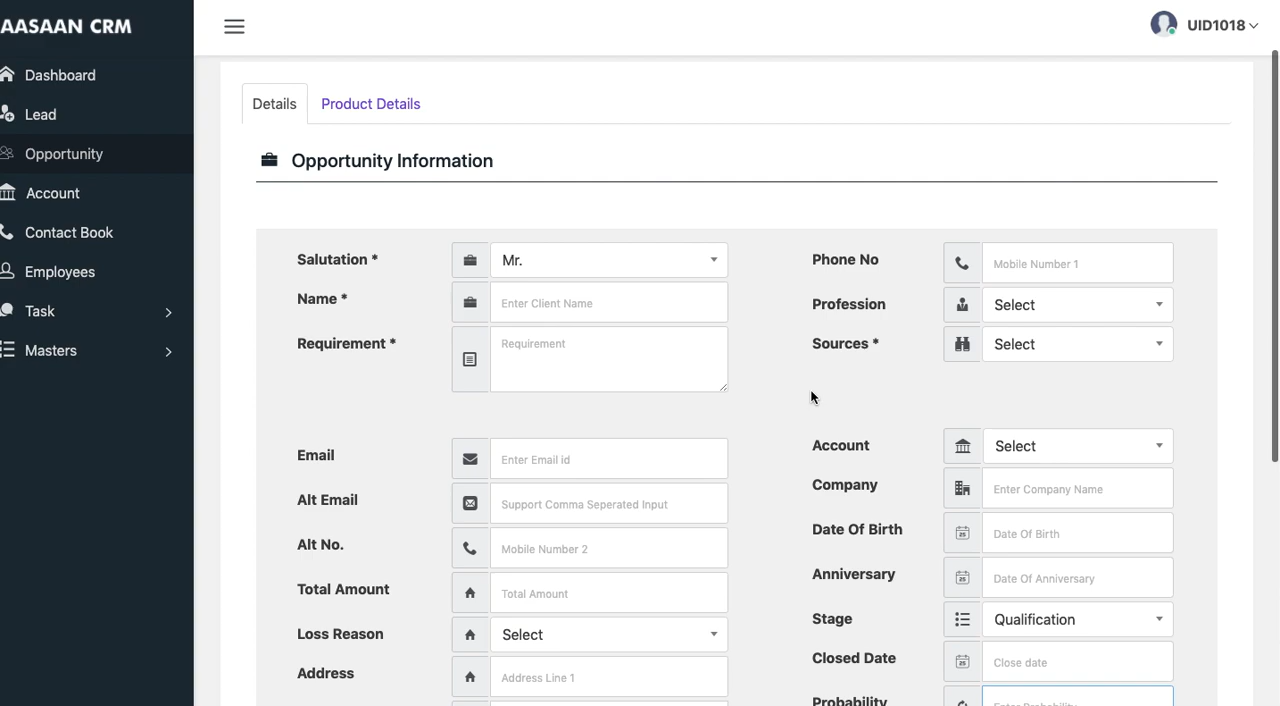 AASAAN CRM
UID1018
Dashboard
Lead
Opportunity
Account
Contact Book
Employees
Task
Masters
Details
Product Details
Opportunity Information
Salutation *
Mr.
Name *
Enter Client Name
Requirement *
Requirement
Email
Enter Email id
Alt Email
Support Comma Seperated Input
Alt No.
Mobile Number 2
Total Amount
Total Amount
Loss Reason
Select
Address
Address Line 1
Phone No
Mobile Number 1
Profession
Select
Sources *
Select
Account
Select
Company
Enter Company Name
Date Of Birth
Date Of Birth
Anniversary
Date Of Anniversary
Stage
Qualification
Closed Date
Close date
Probability
Enter Probability